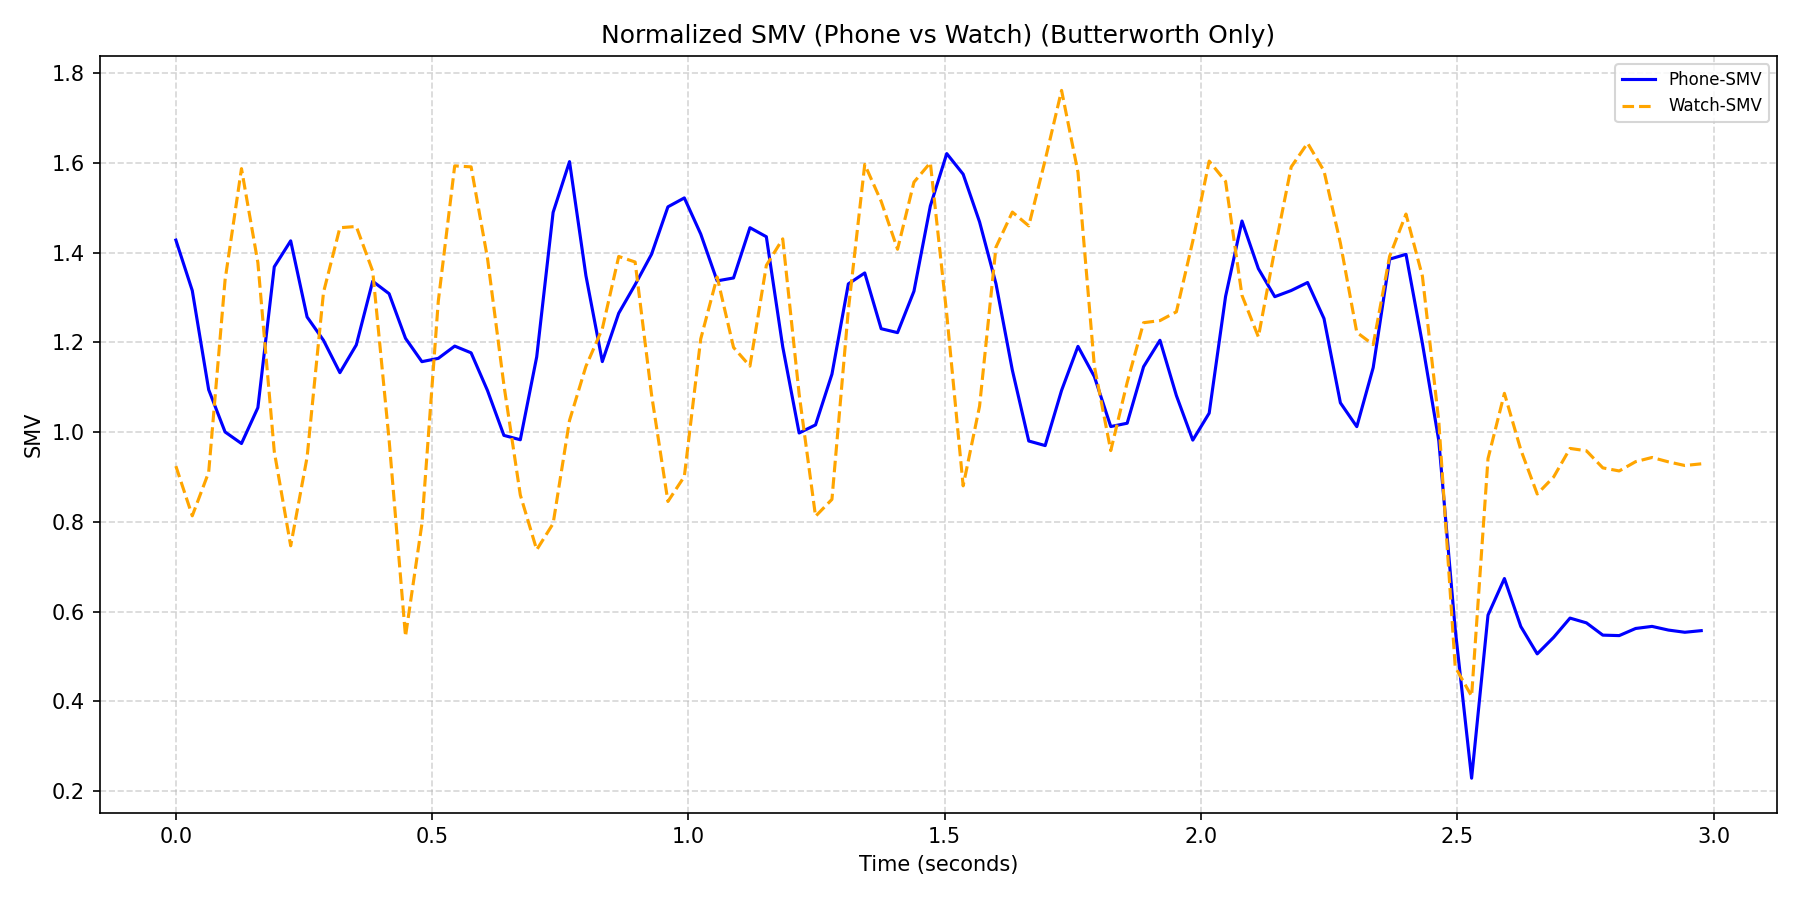 Normalized SMV (Phone vs Watch) (Butterworth Only)
Phone-SMV
Watch-SMV
SMV
1.8
1.6
1.4
1.2
1.0
0.8
0.6
0.4
0.2
0.0 0.5 1.0 1.5 2.0 2.5 3.0
Time (seconds)